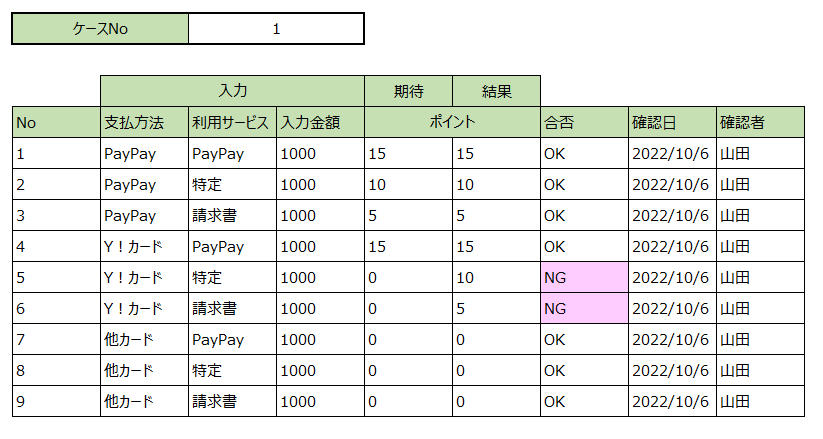 ケースNo 1
入力 期待 結果
No 支払方法 利用サービス 入力金額 ポイント 合否 確認日 確認者
1 PayPay PayPay 1000 15 15 OK 2022/10/6 山田
2 PayPay 特定 1000 10 10 OK 2022/10/6 山田
3 PayPay 請求書 1000 5 5 OK 2022/10/6 山田
4 Y！カード PayPay 1000 15 15 OK 2022/10/6 山田
5 Y！カード 特定 1000 0 10 NG 2022/10/6 山田
6 Y！カード 請求書 1000 0 5 NG 2022/10/6 山田
7 他カード PayPay 1000 0 0 OK 2022/10/6 山田
8 他カード 特定 1000 0 0 OK 2022/10/6 山田
9 他カード 請求書 1000 0 0 OK 2022/10/6 山田